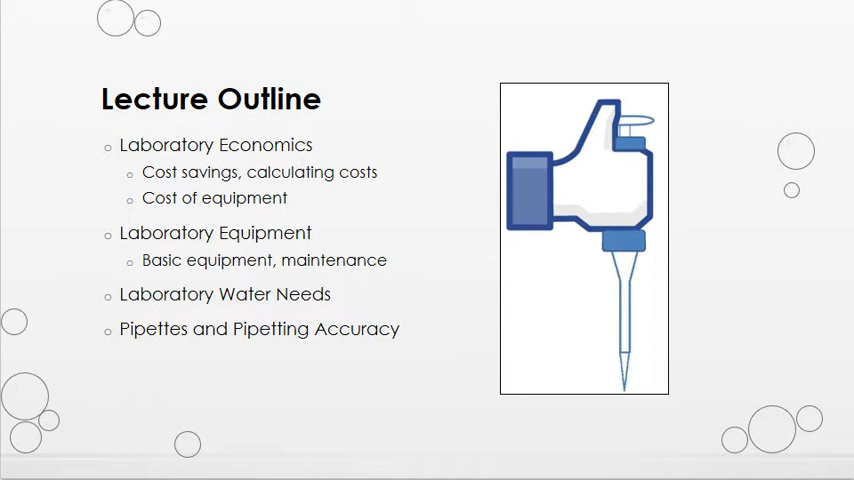 Lecture Outline
Laboratory Economics
Cost savings, calculating costs
Cost of equipment
Laboratory Equipment
Basic equipment, maintenance
Laboratory Water Needs
Pipettes and Pipetting Accuracy